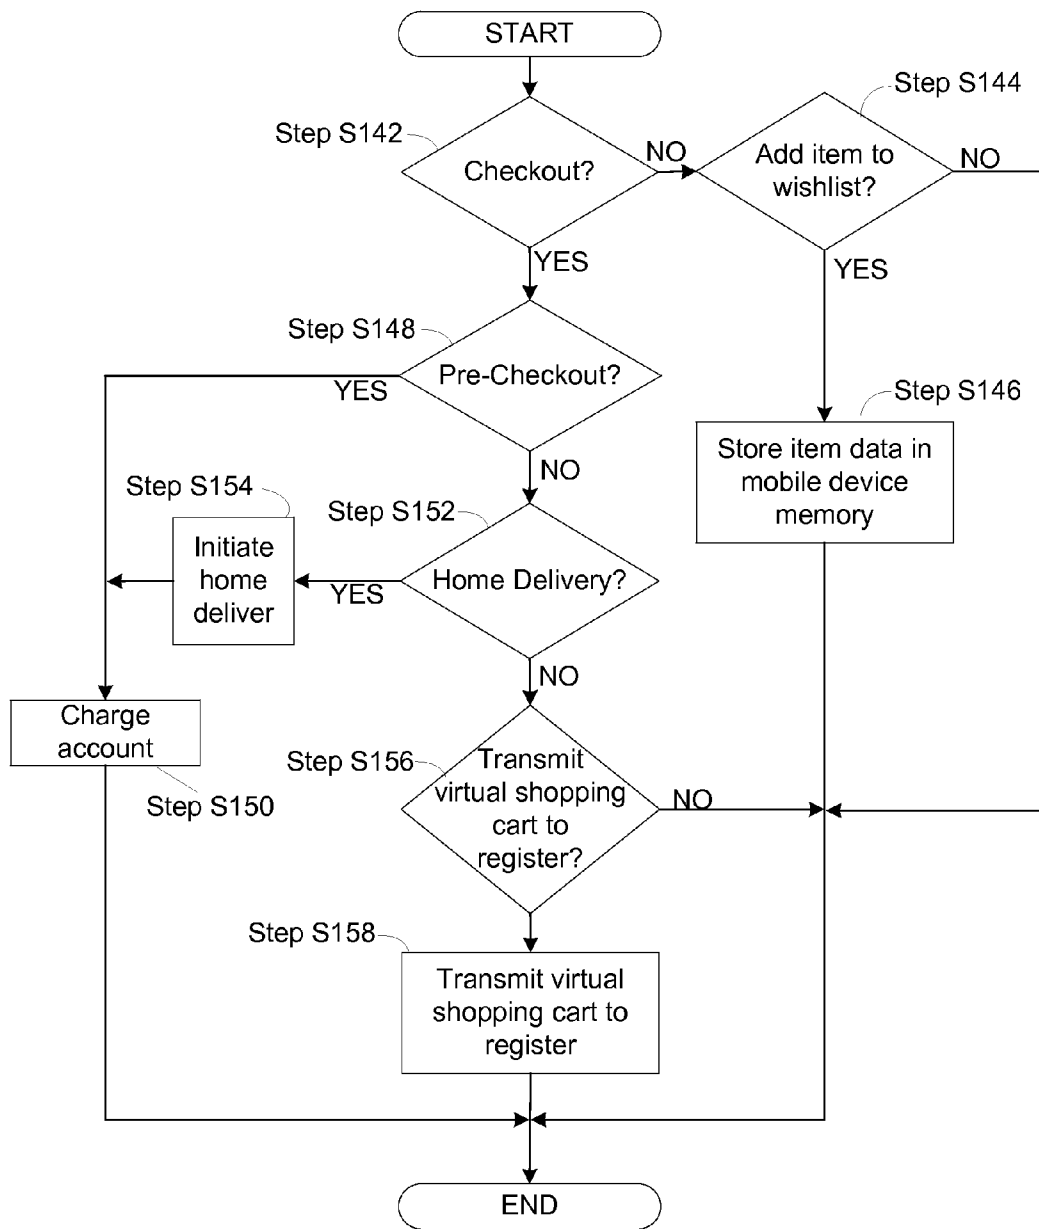 START
Step S144
Step S142
NO
Add item to
wishlist?
NO
Checkout?
YES
YES
Step S148
Pre-Checkout?
YES
Step S146
Store item data in
mobile device
memory
NO
Step S154
Step S152
Initiate
home
deliver
Home Delivery?
YES
NO
Charge
account
Step S150
Step S156
Transmit
virtual shopping
cart to
register?
NO
Step S158
Transmit virtual
shopping cart to
register
END